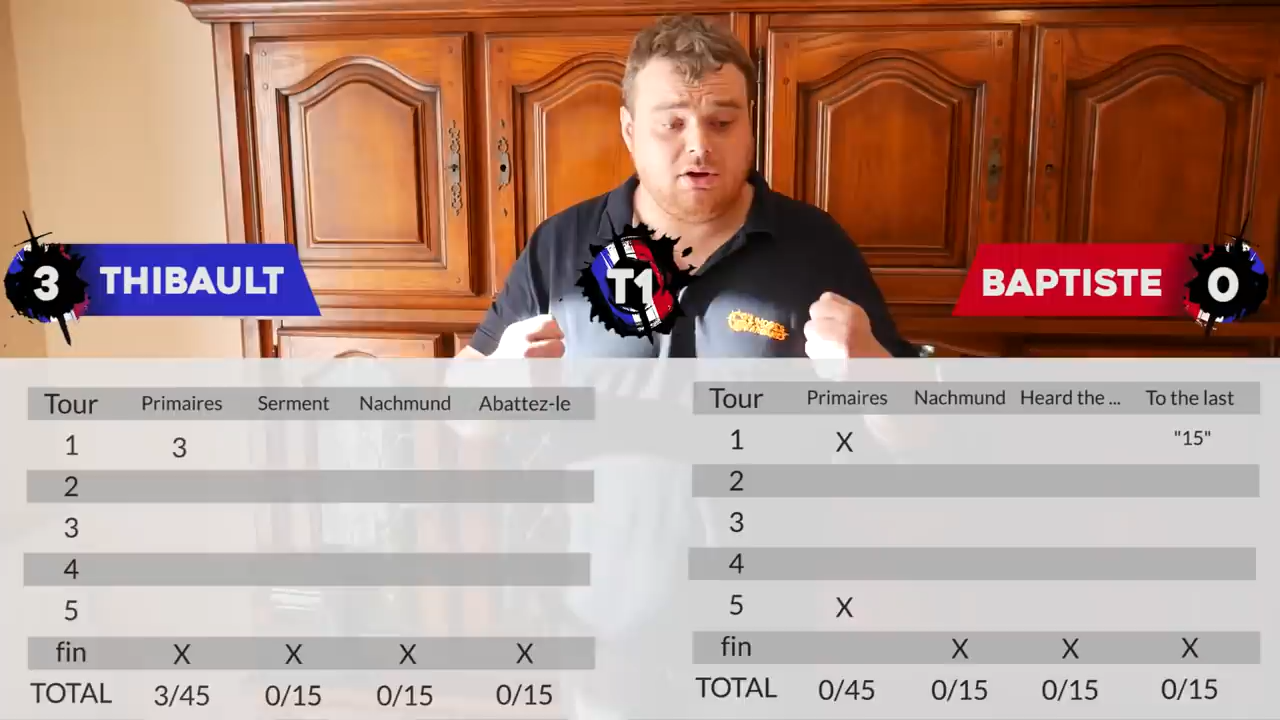 3 THIBAULT T1 BAPTISTE 0
Tour Primaires Serment Nachmund Abattez-le
1 3
2
3
4
5
fin X X X X
TOTAL 3/45 0/15 0/15 0/15
Tour Primaires Nachmund Heard the ... To the last
1 X "15"
2
3
4
5 X
fin X X X
TOTAL 0/45 0/15 0/15 0/15